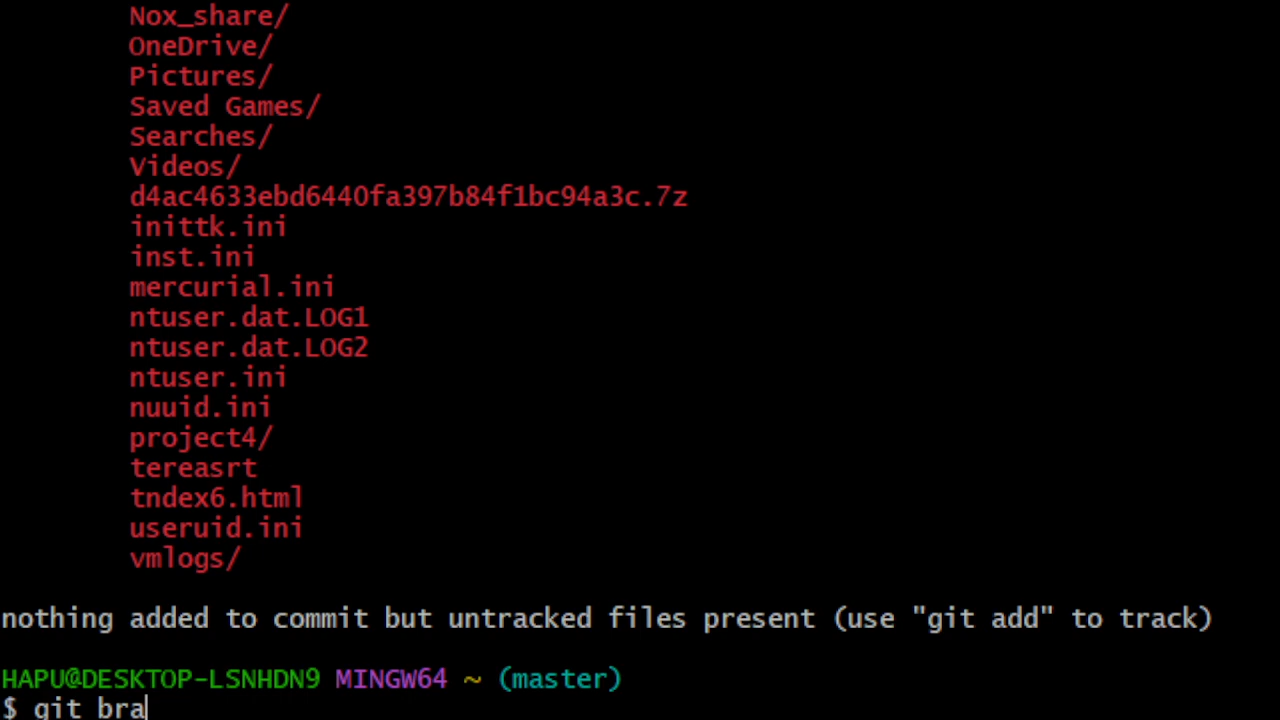 Nox_share/
OneDrive/
Pictures/
Saved Games/
Searches/
Videos/
d4ac4633ebd6440fa397b84f1bc94a3c.7z
inittk.ini
inst.ini
mercurial.ini
ntuser.dat.LOG1
ntuser.dat.LOG2
ntuser.ini
nuuid.ini
project4/
tereasrt
tndex6.html
useruid.ini
vmlogs/
nothing added to commit but untracked files present (use "git add" to track)
HAPU@DESKTOP-LSNHDN9 MINGW64 ~ (master)
$ git bra